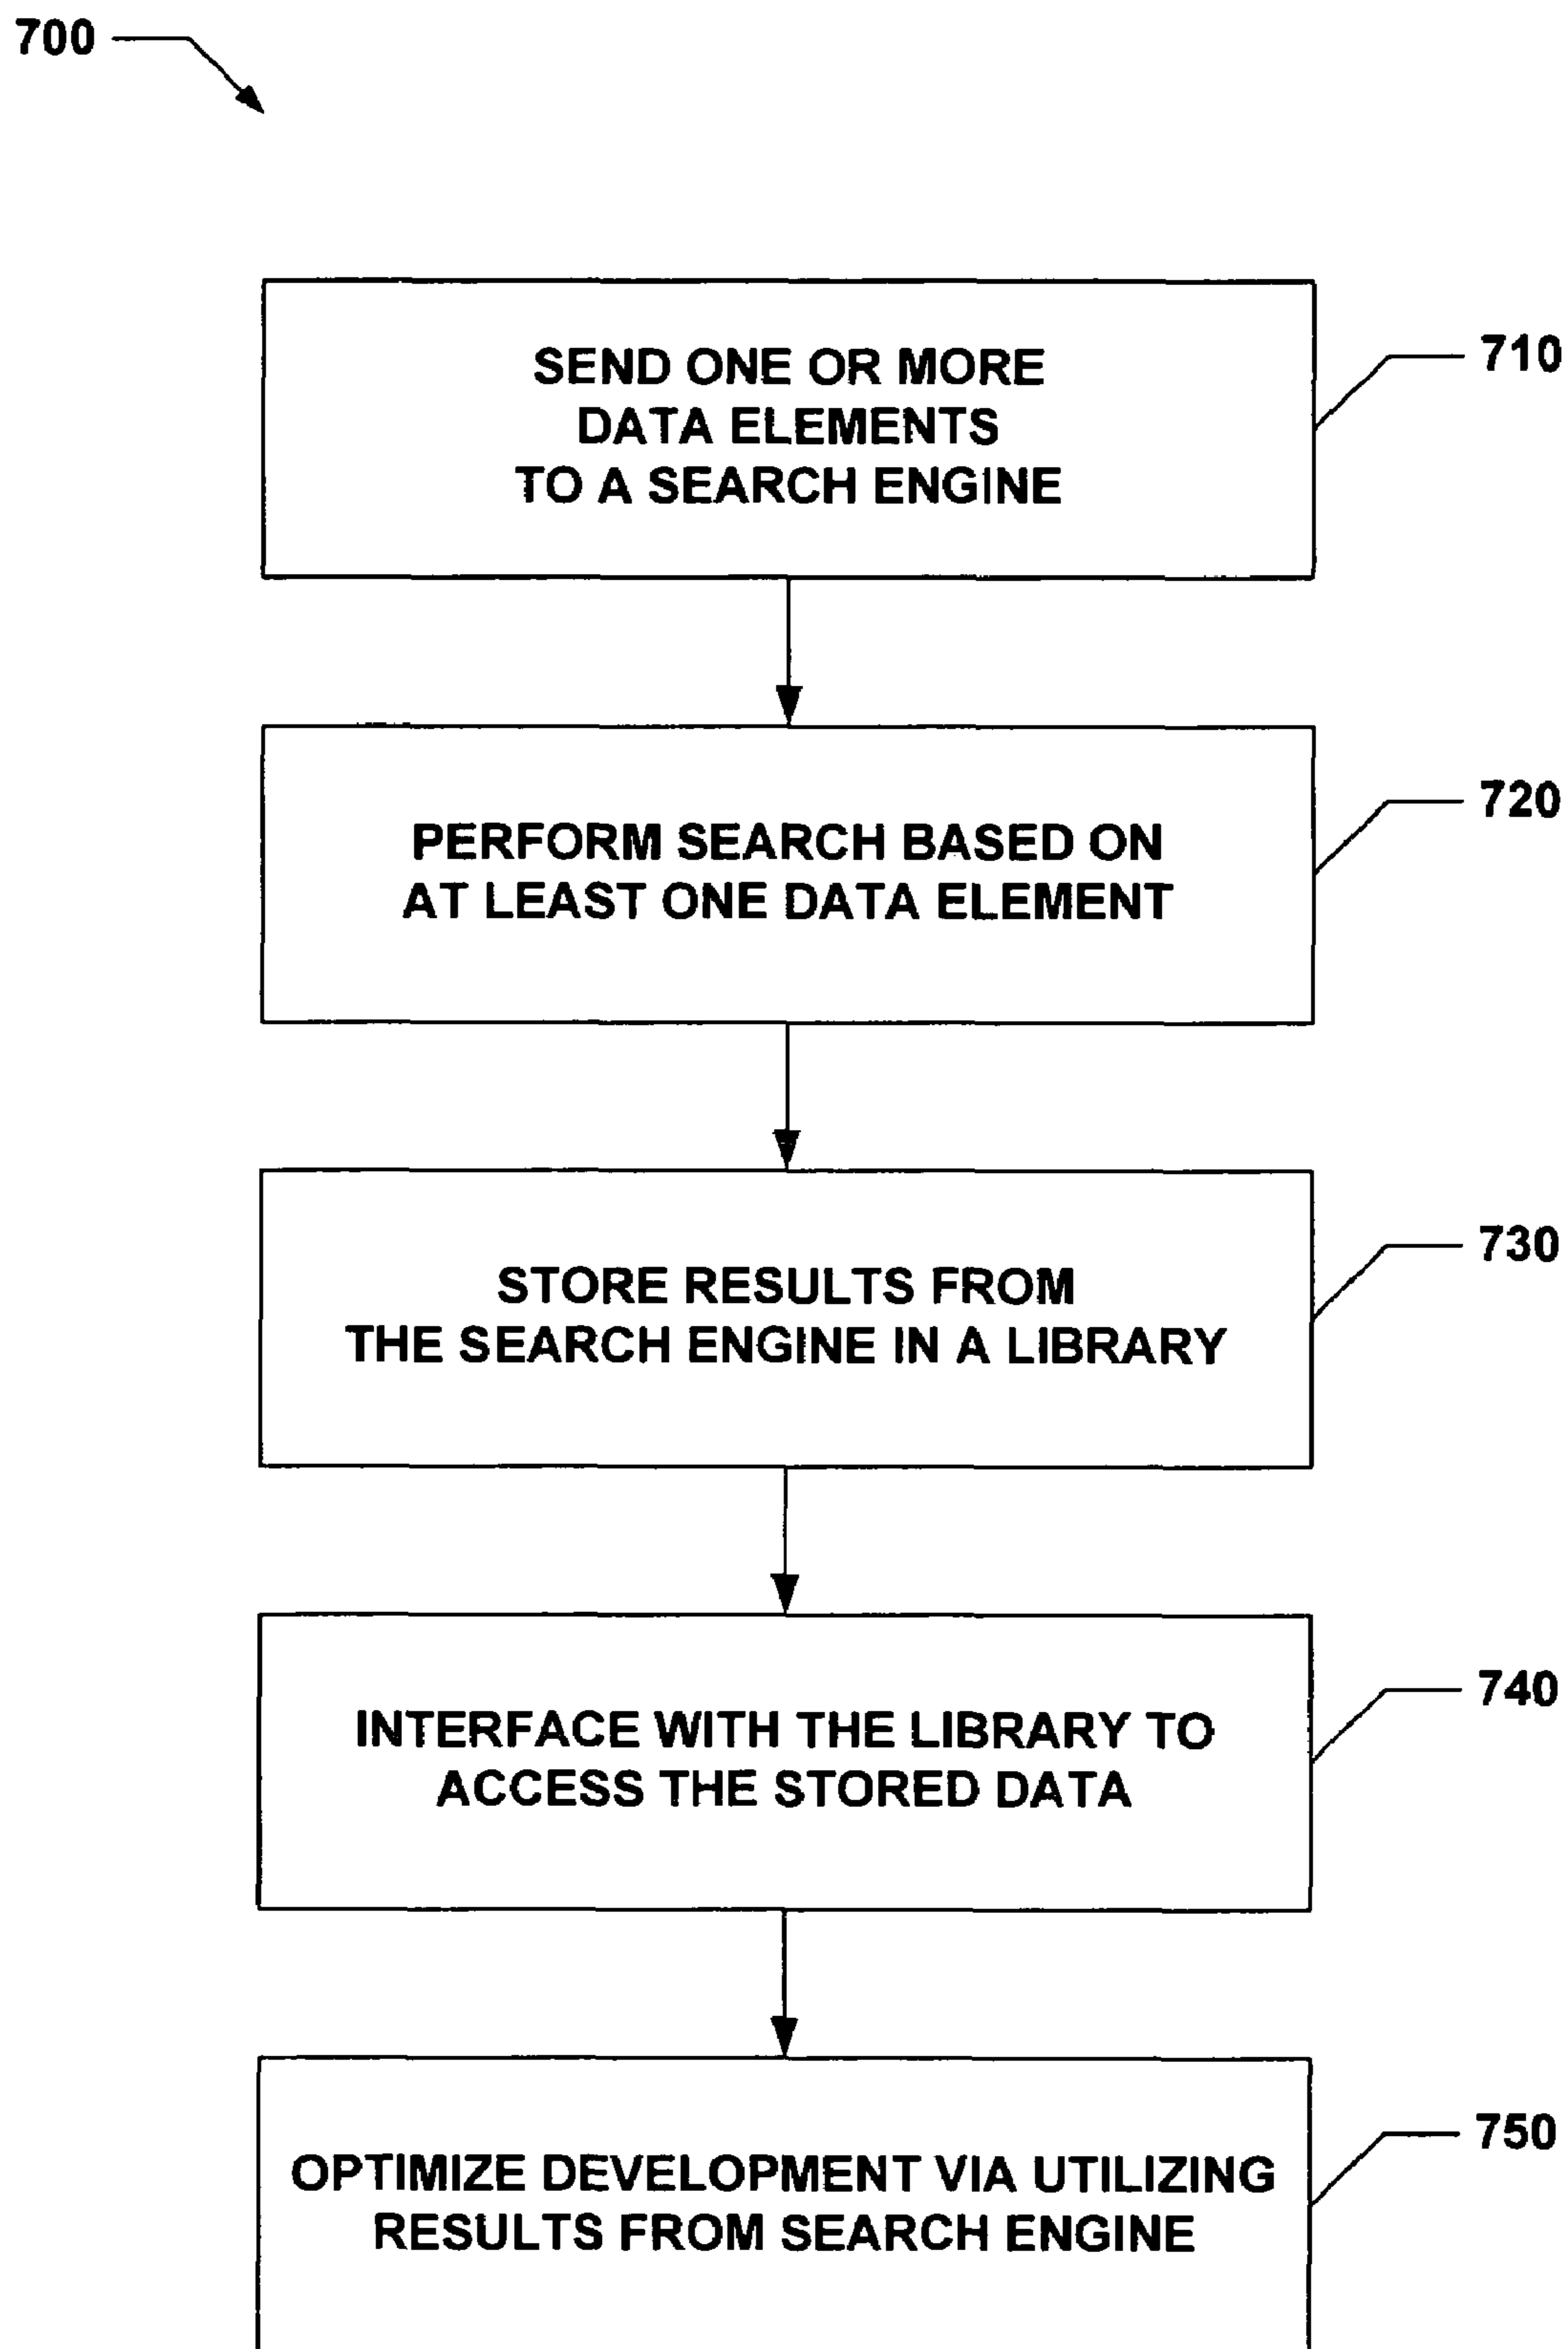 700
SEND ONE OR MORE
DATA ELEMENTS
TO A SEARCH ENGINE
710
PERFORM SEARCH BASED ON
AT LEAST ONE DATA ELEMENT
720
STORE RESULTS FROM
THE SEARCH ENGINE IN A LIBRARY
730
INTERFACE WITH THE LIBRARY TO
ACCESS THE STORED DATA
740
OPTIMIZE DEVELOPMENT VIA UTILIZING
RESULTS FROM SEARCH ENGINE
750